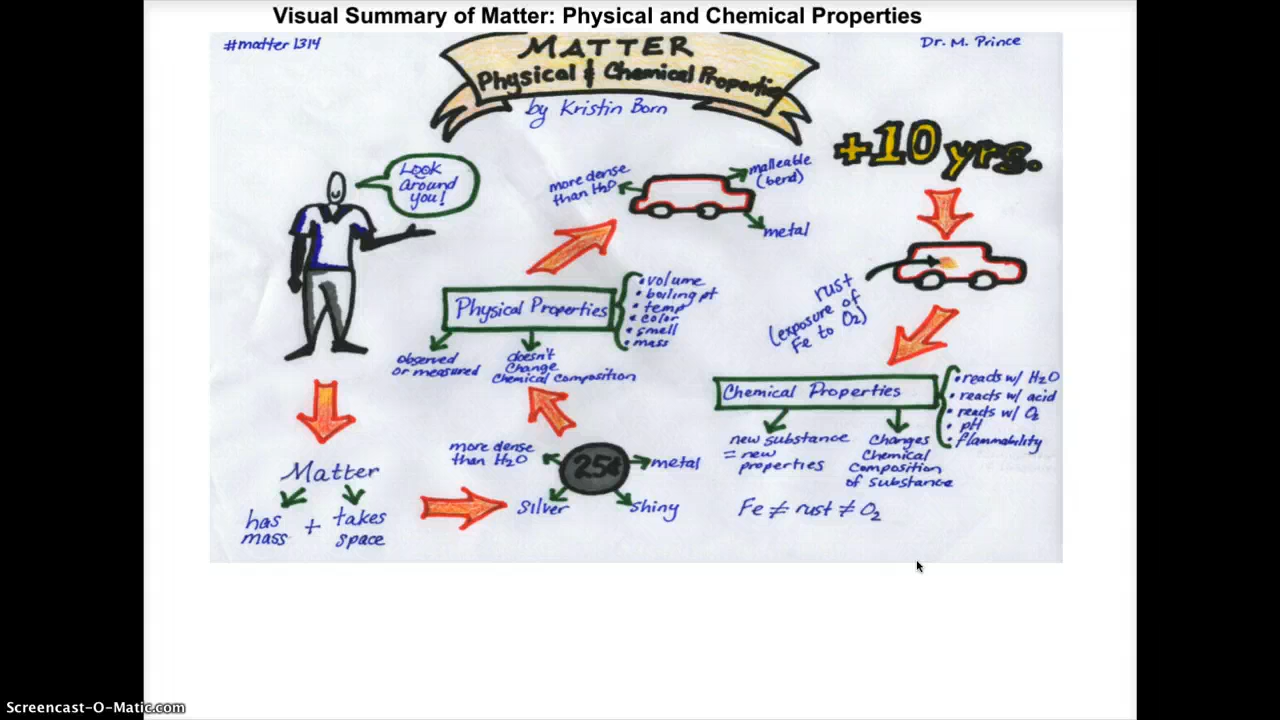 Visual Summary of Matter: Physical and Chemical Properties
#matter1314
Dr. M. Prince
MATTER
Physical & Chemical Properties
by Kristin Born
Look
around
you!
Matter
has
mass
+
takes
space
25¢
more dense
than H2O
metal
silver
shiny
Physical Properties
• volume
• boiling pt
• temp
• color
• smell
• mass
observed
or measured
doesn't
change
chemical composition
more dense
than H2O
malleable
(bend)
metal
+10 yrs.
rust
(exposure of
Fe to O2)
Chemical Properties
• reacts w/ H2O
• reacts w/ acid
• reacts w/ O2
• pH
• flammability
new substance
= new
properties
Changes
Chemical
Composition
of substance
Fe ≠ rust ≠ O2
Screencast-O-Matic.com